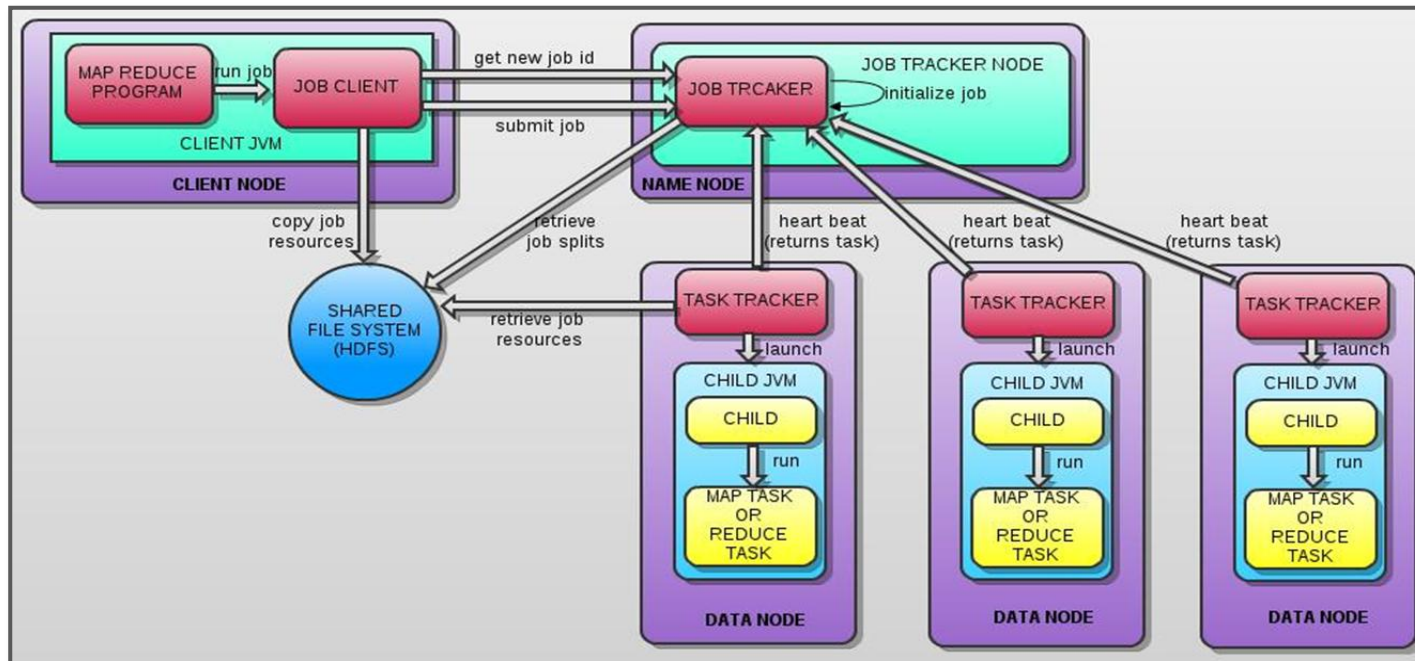 MAP REDUCE
PROGRAM
run job
JOB CLIENT
CLIENT JVM
CLIENT NODE
get new job id
submit job
JOB TRCAKER
JOB TRACKER NODE
initialize job
NAME NODE
copy job
resources
retrieve
job splits
heart beat
(returns task)
heart beat
(returns task)
heart beat
(returns task)
SHARED
FILE SYSTEM
(HDFS)
retrieve job
resources
TASK TRACKER
launch
CHILD JVM
CHILD
run
MAP TASK
OR
REDUCE
TASK
DATA NODE
TASK TRACKER
launch
CHILD JVM
CHILD
run
MAP TASK
OR
REDUCE
TASK
DATA NODE
TASK TRACKER
launch
CHILD JVM
CHILD
run
MAP TASK
OR
REDUCE
TASK
DATA NODE